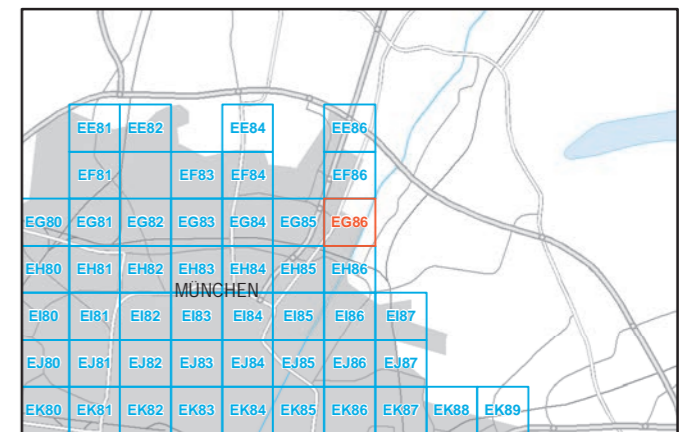 EE81 EE82 EE84 EE86
EF81 EF83 EF84 EF86
EG80 EG81 EG82 EG83 EG84 EG85 EG86
EH80 EH81 EH82 EH83 EH84 EH85 EH86
MÜNCHEN
EI80 EI81 EI82 EI83 EI84 EI85 EI86 EI87
EJ80 EJ81 EJ82 EJ83 EJ84 EJ85 EJ86 EJ87
EK80 EK81 EK82 EK83 EK84 EK85 EK86 EK87 EK88 EK89